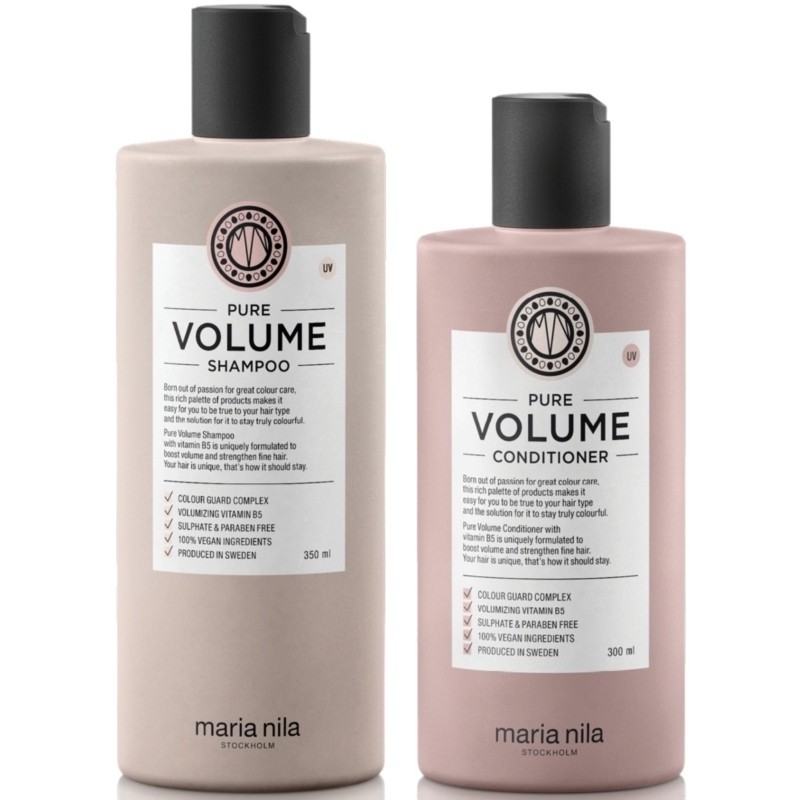 MN
UV
PURE
VOLUME
SHAMPOO
Born out of passion for great colour care,
this rich palette of products makes it
easy for you to be true to your hair type
and the solution for it to stay truly colourful.
Pure Volume Shampoo
with vitamin B5 is uniquely formulated to
boost volume and strengthen fine hair.
Your hair is unique, that's how it should stay.
COLOUR GUARD COMPLEX
VOLUMIZING VITAMIN B5
SULPHATE & PARABEN FREE
100% VEGAN INGREDIENTS
PRODUCED IN SWEDEN
350 ml
maria nila
STOCKHOLM
MN
UV
PURE
VOLUME
CONDITIONER
Born out of passion for great colour care,
this rich palette of products makes it
easy for you to be true to your hair type
and the solution for it to stay truly colourful.
Pure Volume Conditioner with
vitamin B5 is uniquely formulated to
boost volume and strengthen fine hair.
Your hair is unique, that's how it should stay.
COLOUR GUARD COMPLEX
VOLUMIZING VITAMIN B5
SULPHATE & PARABEN FREE
100% VEGAN INGREDIENTS
PRODUCED IN SWEDEN
300 ml
maria nila
STOCKHOLM